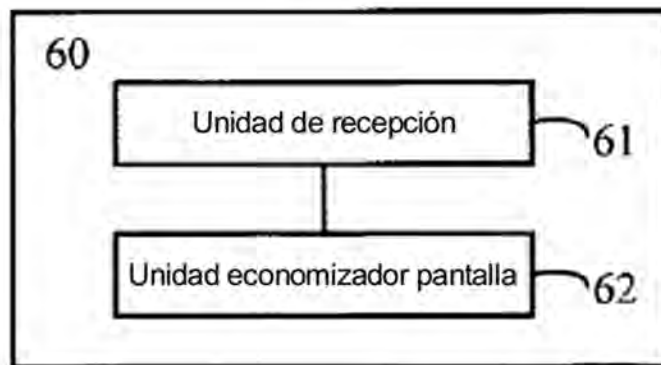 60
Unidad de recepción
61
Unidad economizador pantalla
62